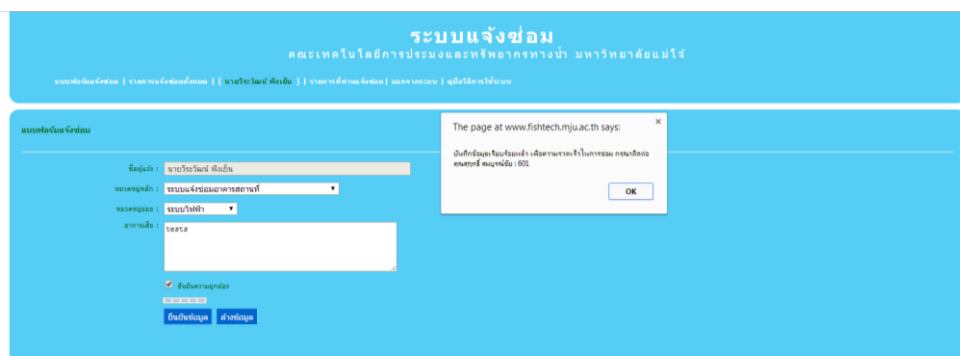 ระบบแจ้งซ่อม
คณะเทคโนโลยีการประมงและทรัพยากรทางน้ำ มหาวิทยาลัยแม่โจ้
แบบฟอร์มแจ้งซ่อม | รายการแจ้งซ่อมทั้งหมด | [ นายวีระวัฒน์ ฟังเย็น ] | รายการที่ท่านแจ้งซ่อม | ออกจากระบบ | คู่มือวิธีการใช้ระบบ
แบบฟอร์มแจ้งซ่อม
The page at www.fishtech.mju.ac.th says:
บันทึกข้อมูลเรียบร้อยแล้ว เพื่อความรวดเร็วในการซ่อม กรุณาติดต่อ
: 601
OK
ชื่อผู้แจ้ง : นายวีระวัฒน์ ฟังเย็น
หมวดหมู่หลัก : ระบบแจ้งซ่อมอาคารสถานที่
หมวดหมู่ย่อย : ระบบไฟฟ้า
อาการเสีย :
ยืนยันความถูกต้อง
ยืนยันข้อมูล ล้างข้อมูล